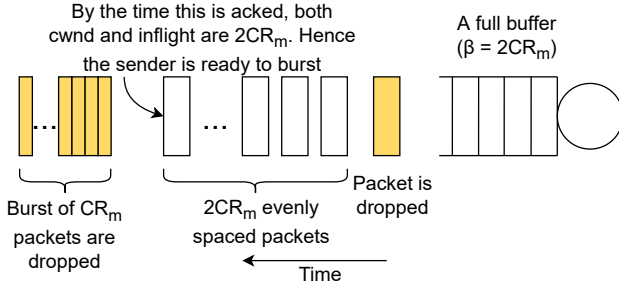 By the time this is acked, both
cwnd and inflight are 2CRₘ. Hence
the sender is ready to burst
A full buffer
(β = 2CRₘ)
...
...
Burst of CRₘ
packets are
dropped
2CRₘ evenly
spaced packets
Packet is
dropped
Time